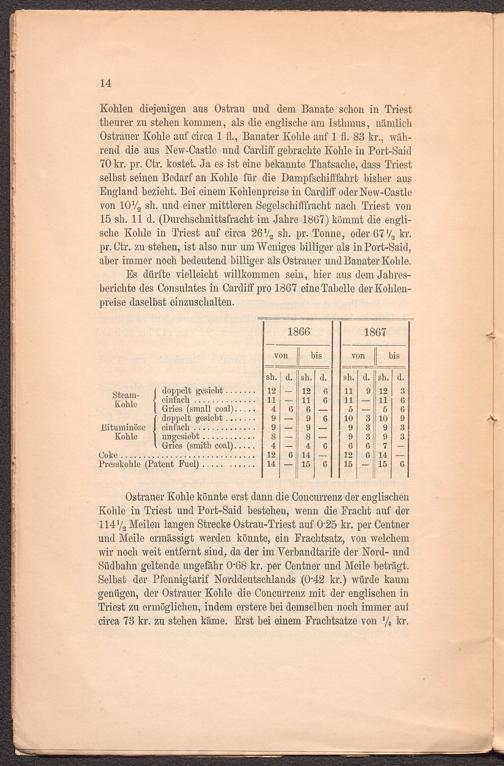 14
Kohlen diejenigen aus Ostrau und dem Banate schon in Triest
theurer zu stehen kommen, als die englische am Isthmus, nämlich
Ostrauer Kohle auf circa 1 fl., Banater Kohle auf 1 fl. 83 kr., wäh-
rend die aus New-Castle und Cardiff gebrachte Kohle in Port-Said
70 kr. pr. Ctr. kostet. Ja es ist eine bekannte Thatsache, dass Triest
selbst seinen Bedarf an Kohle für die Dampfschifffahrt bisher aus
England bezieht. Bei einem Kohlenpreise in Cardiff oder New-Castle
von 10½ sh. und einer mittleren Segelschifffracht nach Triest von
15 sh. 11 d. (Durchschnittsfracht im Jahre 1867) kömmt die engli-
sche Kohle in Triest auf circa 26½ sh. pr. Tonne, oder 67½ kr.
pr. Ctr. zu stehen, ist also nur um Weniges billiger als in Port-Said,
aber immer noch bedeutend billiger als Ostrauer und Banater Kohle.
Es dürfte vielleicht willkommen sein, hier aus dem Jahres-
berichte des Consulates in Cardiff pro 1867 eine Tabelle der Kohlen-
preise daselbst einzuschalten.
1866 1867
von bis von bis
sh. d. sh. d. sh. d. sh. d.
Steam-Kohle
doppelt gesiebt ....... 12 — 12 6 11 9 12 3
einfach ............. 11 — 11 6 11 — 11 6
Gries (small coal).... 4 6 6 — 5 — 5 6
Bituminöse Kohle
doppelt gesiebt ....... 9 — 9 6 10 3 10 9
einfach ............. 9 — 9 — 9 3 9 3
ungesiebt ........... 8 — 8 — 9 3 9 3
Gries (smith coal)..... 4 — 4 6 6 6 7 —
Coke ........................... 12 6 14 — 12 6 14 —
Presskohle (Patent Fuel) .... ....... 14 — 15 6 15 — 15 6
Ostrauer Kohle könnte erst dann die Concurrenz der englischen
Kohle in Triest und Port-Said bestehen, wenn die Fracht auf der
114½ Meilen langen Strecke Ostrau-Triest auf 0·25 kr. per Centner
und Meile ermässigt werden könnte, ein Frachtsatz, von welchem
wir noch weit entfernt sind, da der im Verbandtarife der Nord- und
Südbahn geltende ungefähr 0·68 kr. per Centner und Meile beträgt.
Selbst der Pfennigtarif Norddeutschlands (0·42 kr.) würde kaum
genügen, der Ostrauer Kohle die Concurrenz mit der englischen in
Triest zu ermöglichen, indem erstere bei demselben noch immer auf
circa 73 kr. zu stehen käme. Erst bei einem Frachtsatze von ¼ kr.